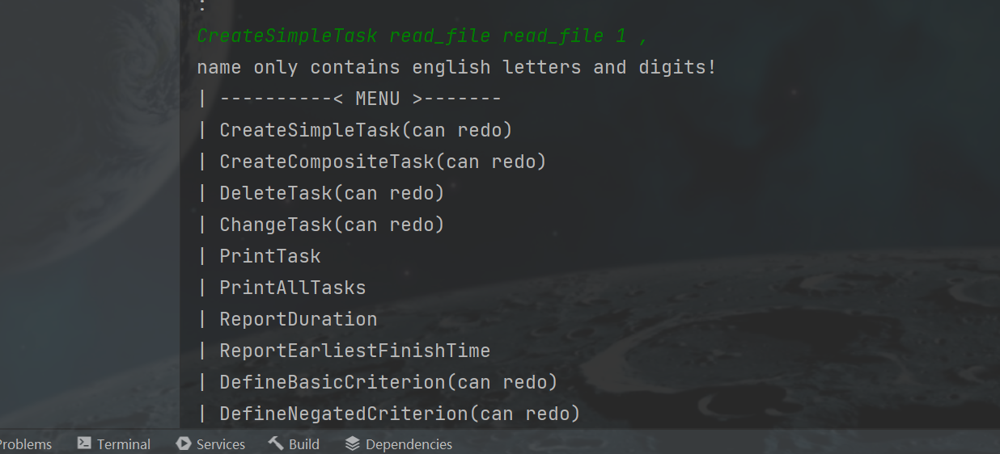 :
CreateSimpleTask read_file read_file 1 ,
name only contains english letters and digits!
| ----------< MENU >-------
| CreateSimpleTask(can redo)
| CreateCompositeTask(can redo)
| DeleteTask(can redo)
| ChangeTask(can redo)
| PrintTask
| PrintAllTasks
| ReportDuration
| ReportEarliestFinishTime
| DefineBasicCriterion(can redo)
| DefineNegatedCriterion(can redo)
Problems Terminal Services Build Dependencies